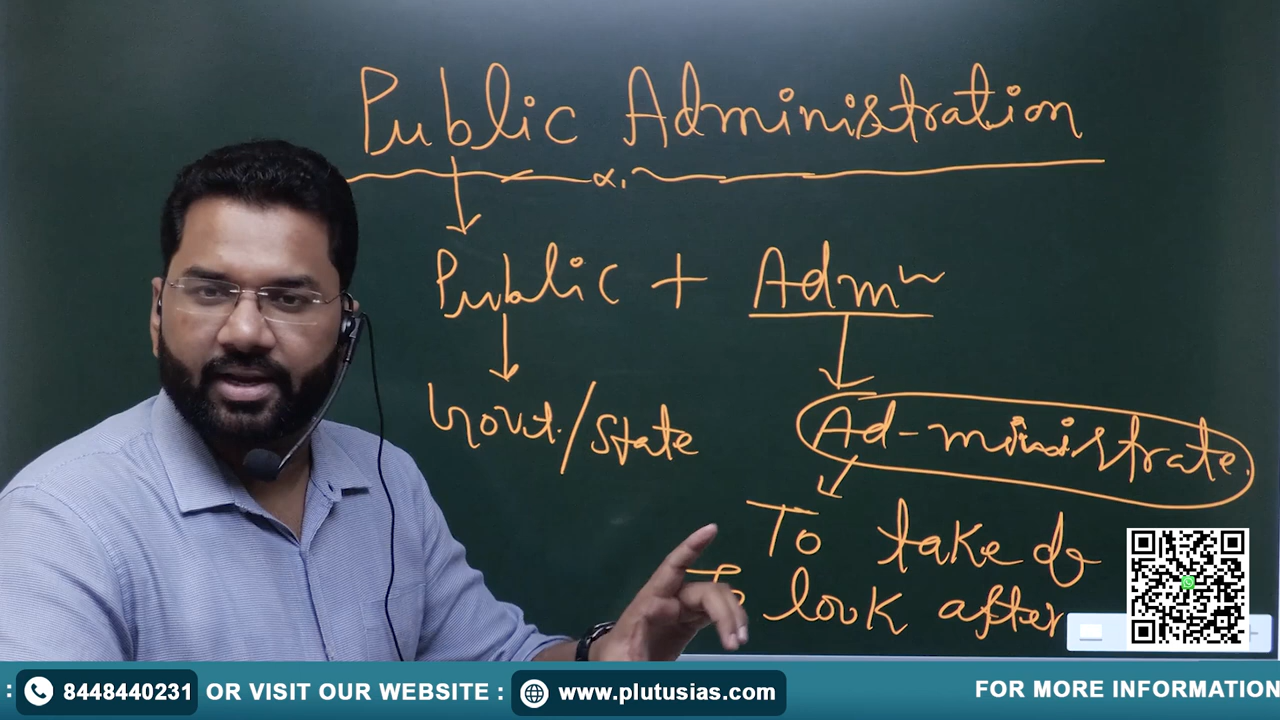 Public Administration
Public + Admn
Govt./State
Ad-ministrate.
To take of
To look after
: 8448440231 OR VISIT OUR WEBSITE : www.plutusias.com FOR MORE INFORMATION